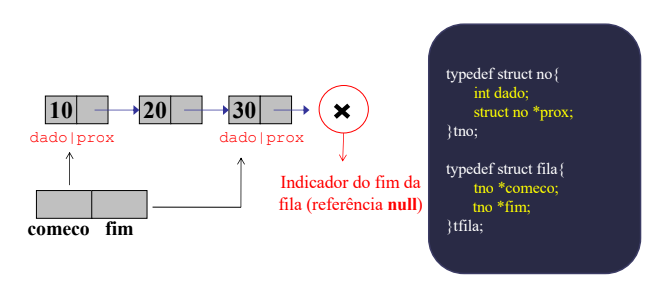 10 20 30
dado|prox dado|prox
Indicador do fim da
fila (referência null)
comeco fim
typedef struct no{
int dado;
struct no *prox;
}tno;
typedef struct fila{
tno *comeco;
tno *fim;
}tfila;